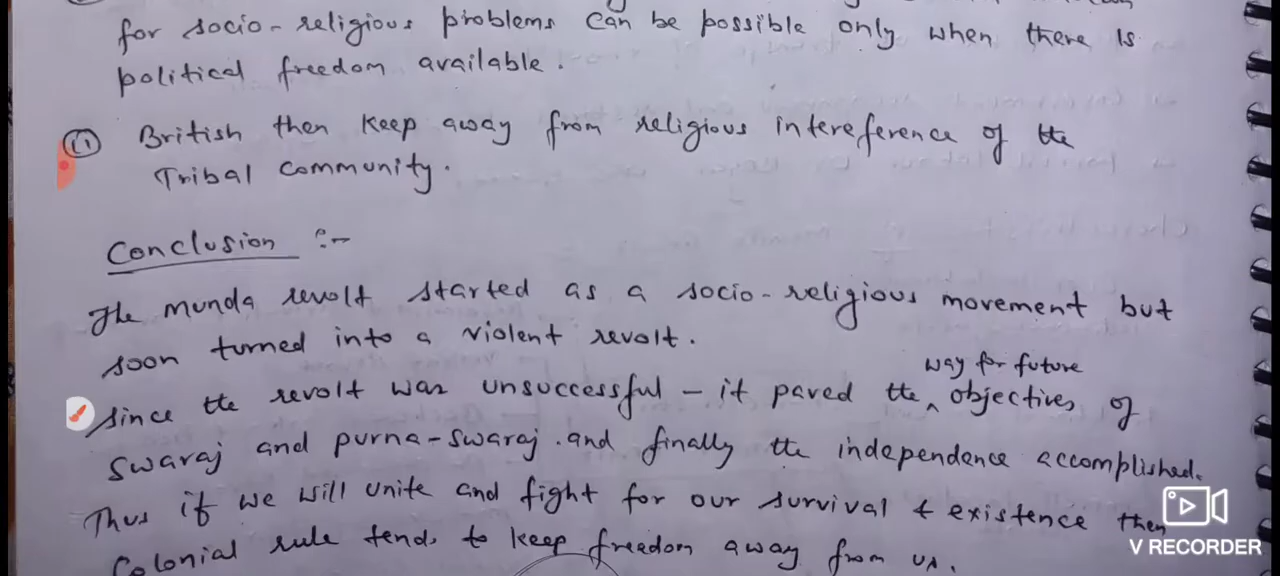 for socio-religious problems can be possible only when there is
political freedom available.
(11) British then keep away from religious intereference of the
Tribal community.
Conclusion :-
The munda revolt started as a socio-religious movement but
soon turned into a violent revolt.
way for future
Since the revolt was unsuccessful - it paved the ^ objectives of
Swaraj and purna-swaraj. and finally the independence accomplished.
Thus if we will unite and fight for our survival & existence then
Colonial rule tends to keep freedom away from us.
V RECORDER